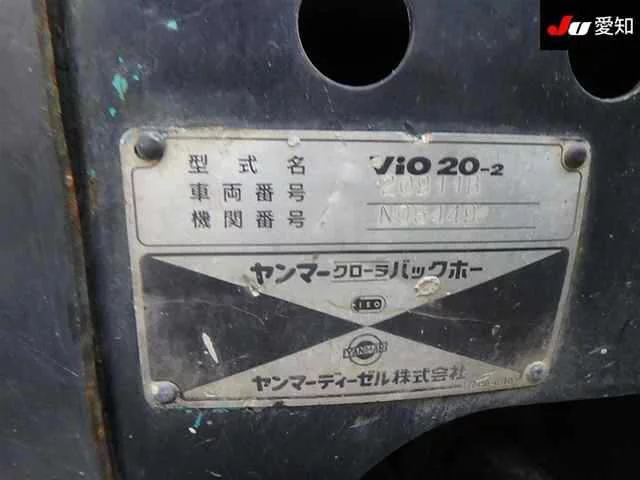 JU 愛知
型式名 ViO 20-2
車両番号
機関番号
ヤンマークローラバックホー
ISO
YANMAR
ヤンマーディーゼル株式会社